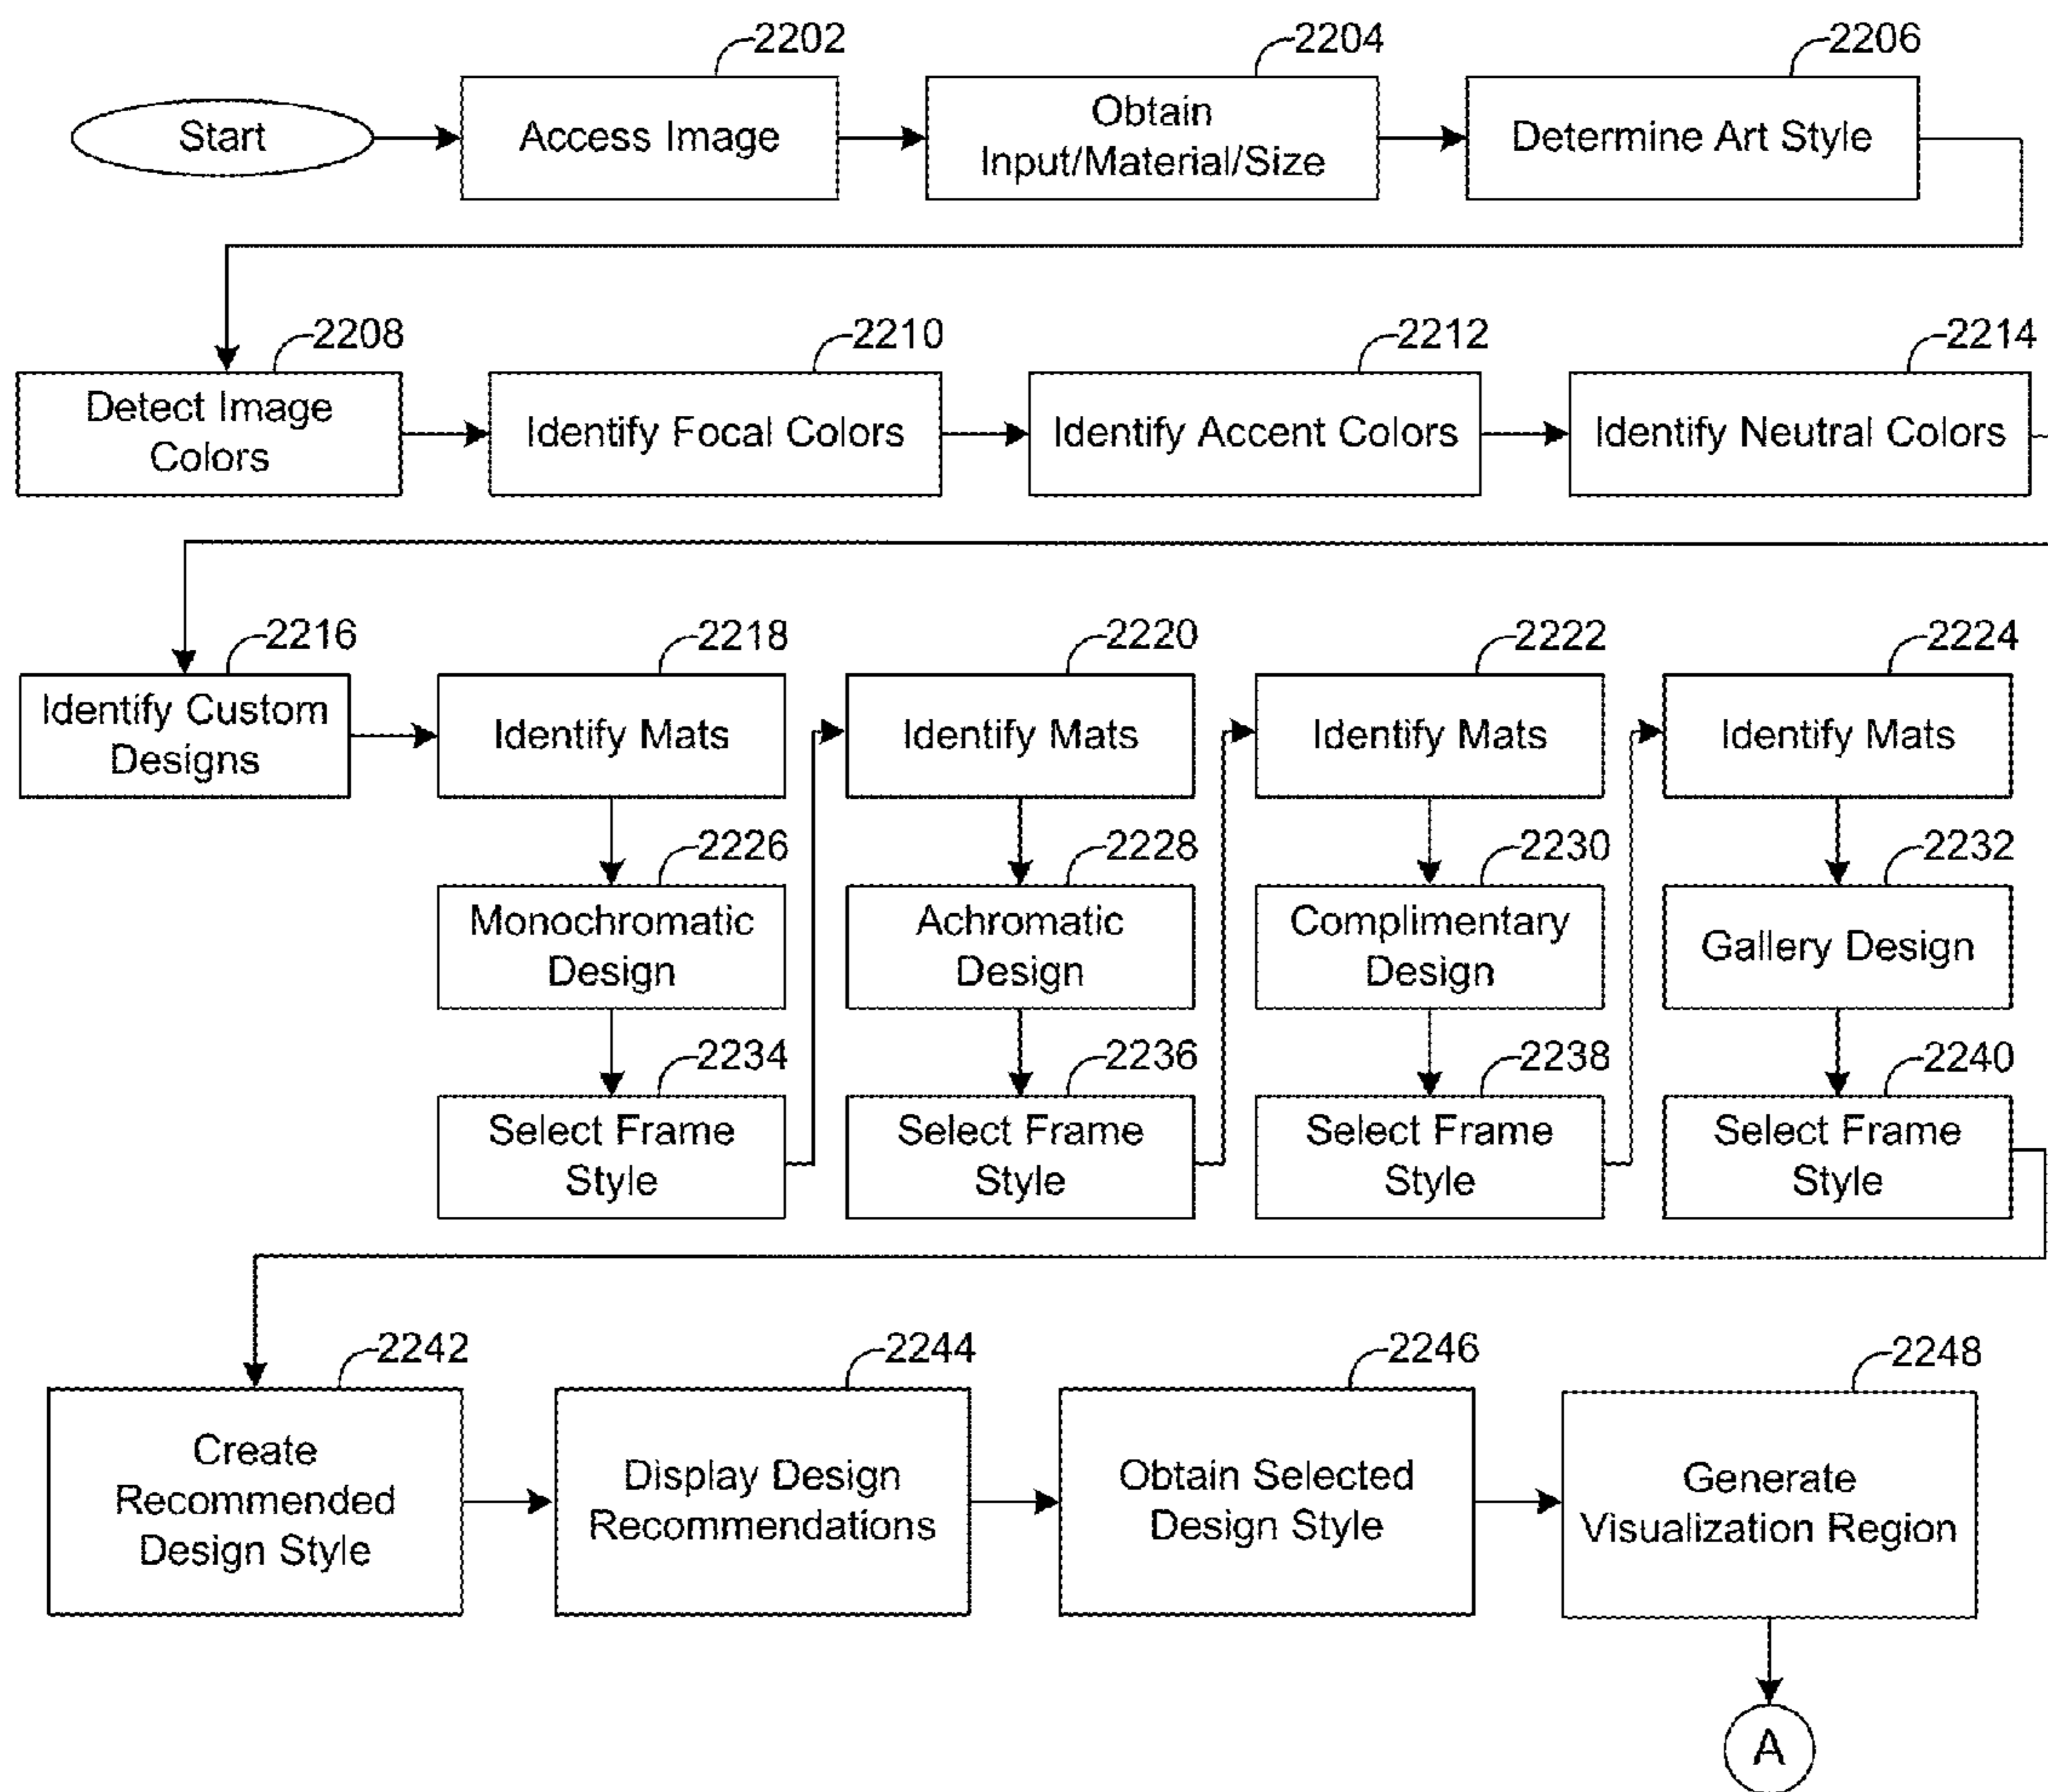 2202
2204
2206
Start
Access Image
Obtain
Input/Material/Size
Determine Art Style
2208
2210
2212
2214
Detect Image
Colors
Identify Focal Colors
Identify Accent Colors
Identify Neutral Colors
2216
2218
2220
2222
2224
Identify Custom
Designs
Identify Mats
Identify Mats
Identify Mats
Identify Mats
2226
2228
2230
2232
Monochromatic
Design
Achromatic
Design
Complimentary
Design
Gallery Design
2234
2236
2238
2240
Select Frame
Style
Select Frame
Style
Select Frame
Style
Select Frame
Style
2242
2244
2246
2248
Create
Recommended
Design Style
Display Design
Recommendations
Obtain Selected
Design Style
Generate
Visualization Region
A